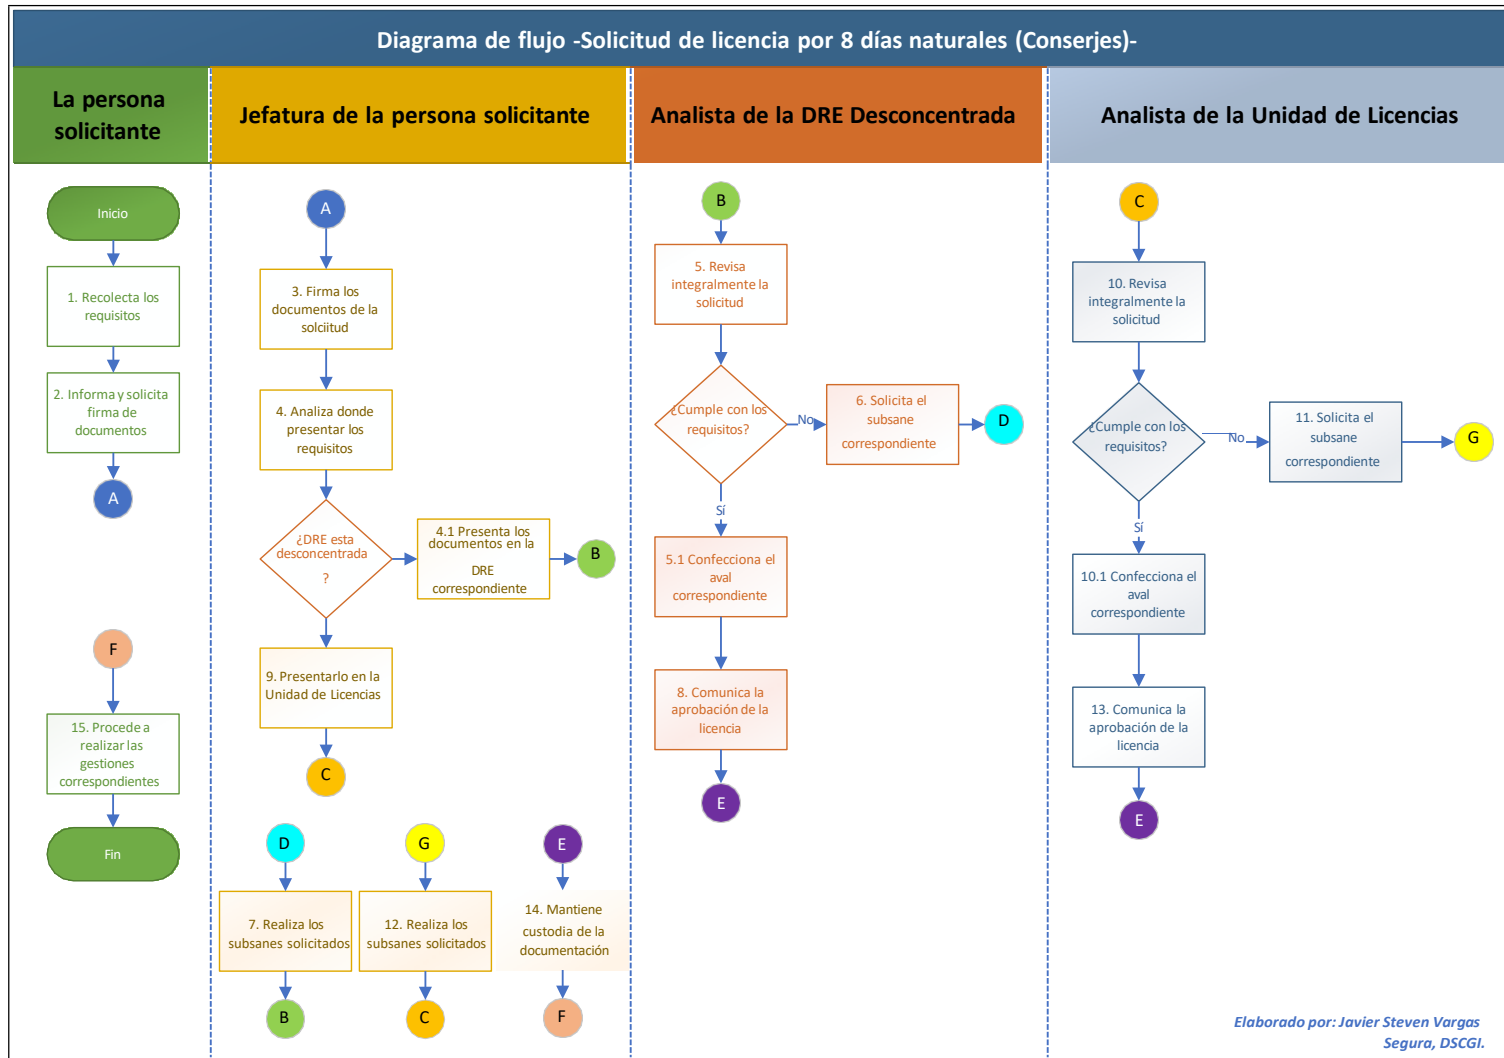 Diagrama de flujo -Solicitud de licencia por 8 días naturales (Conserjes)-
La persona
solicitante
Jefatura de la persona solicitante
Analista de la DRE Desconcentrada
Analista de la Unidad de Licencias
Inicio
1. Recolecta los
requisitos
2. Informa y solicita
firma de
documentos
A
F
15. Procede a
realizar las
gestiones
correspondientes
Fin
A
3. Firma los
documentos de la
solciitud
4. Analiza donde
presentar los
requisitos
¿DRE esta
desconcentrada
?
4.1 Presenta los
documentos en la
DRE
correspondiente
B
9. Presentarlo en la
Unidad de Licencias
C
D
7. Realiza los
subsanes solicitados
B
G
12. Realiza los
subsanes solicitados
C
E
14. Mantiene
custodia de la
documentación
F
B
5. Revisa
integralmente la
solicitud
¿Cumple con los
requisitos?
No
6. Solicita el
subsane
correspondiente
D
Sí
5.1 Confecciona el
aval
correspondiente
8. Comunica la
aprobación de la
licencia
E
C
10. Revisa
integralmente la
solicitud
¿Cumple con los
requisitos?
No
11. Solicita el
subsane
correspondiente
G
Sí
10.1 Confecciona el
aval
correspondiente
13. Comunica la
aprobación de la
licencia
E
Elaborado por: Javier Steven Vargas
Segura, DSCGI.